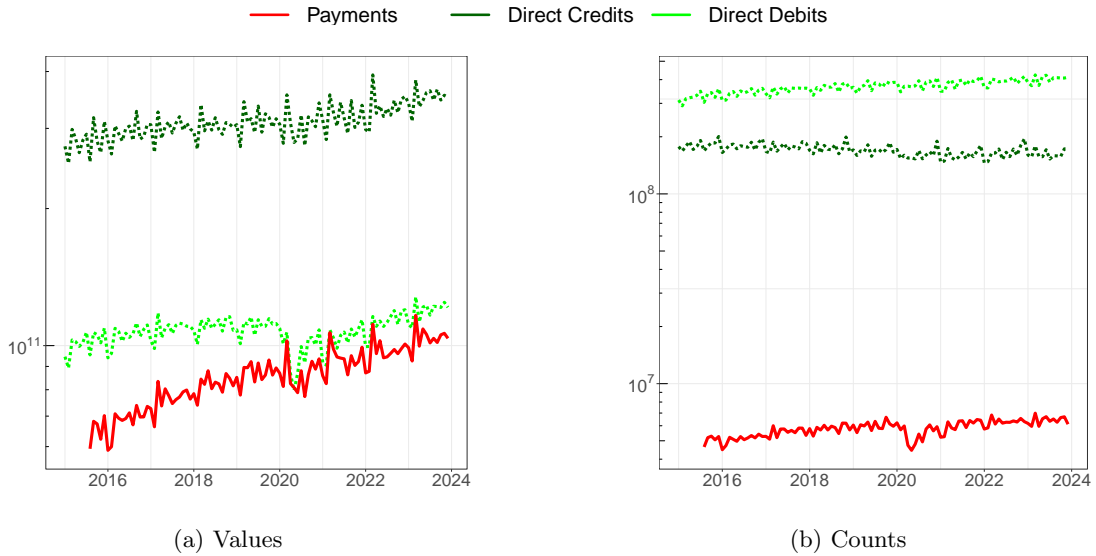 Payments Direct Credits Direct Debits
10^11
2016 2018 2020 2022 2024
(a) Values
10^8
10^7
2016 2018 2020 2022 2024
(b) Counts